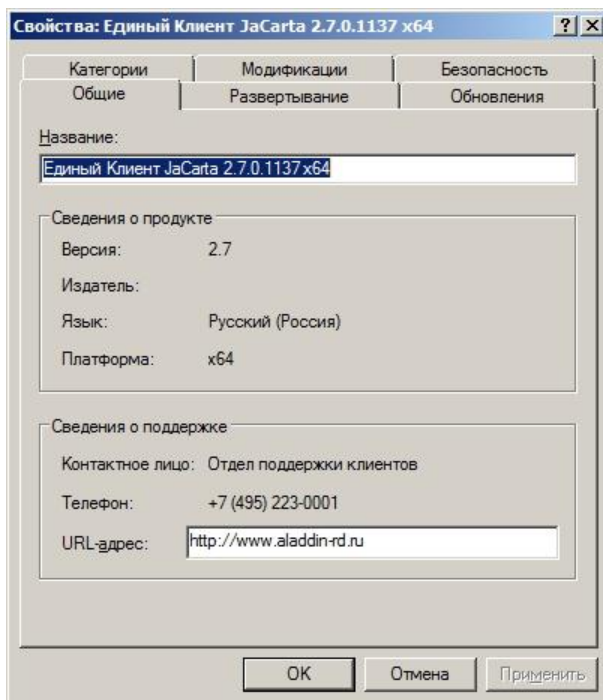 Свойства: Единый Клиент JaCarta 2.7.0.1137 x64
Категории Модификации Безопасность
Общие Развертывание Обновления
Название:
Единый Клиент JaCarta 2.7.0.1137 x64
Сведения о продукте
Версия: 2.7
Издатель:
Язык: Русский (Россия)
Платформа: x64
Сведения о поддержке
Контактное лицо: Отдел поддержки клиентов
Телефон: +7 (495) 223-0001
URL-адрес: http://www.aladdin-rd.ru
OK Отмена Применить